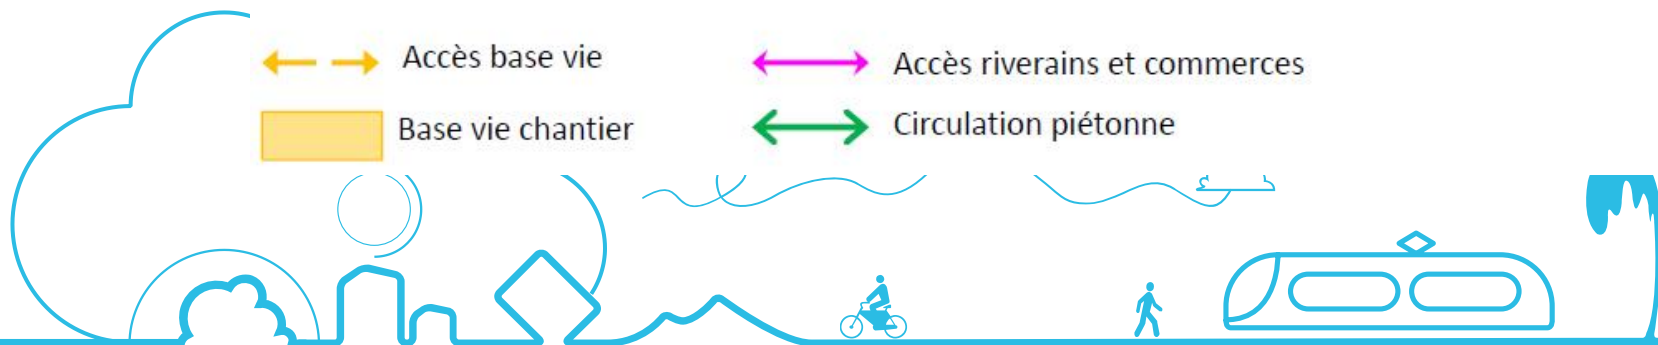 Accès base vie
Accès riverains et commerces
Base vie chantier
Circulation piétonne